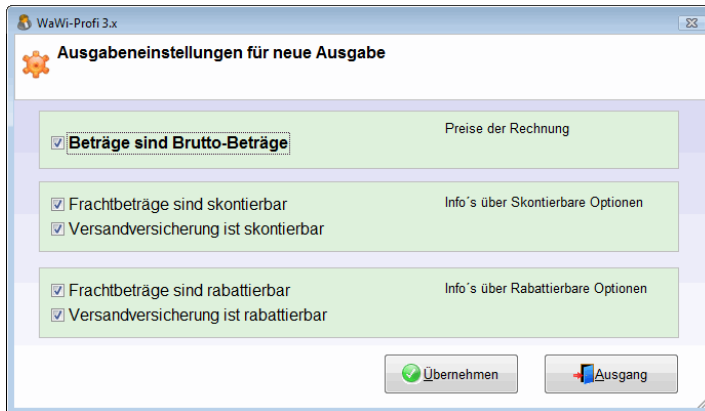 WaWi-Profi 3.x
Ausgabeneinstellungen für neue Ausgabe
Beträge sind Brutto-Beträge
Preise der Rechnung
Frachtbeträge sind skontierbar
Info´s über Skontierbare Optionen
Versandversicherung ist skontierbar
Frachtbeträge sind rabattierbar
Info´s über Rabattierbare Optionen
Versandversicherung ist rabattierbar
Übernehmen
Ausgang